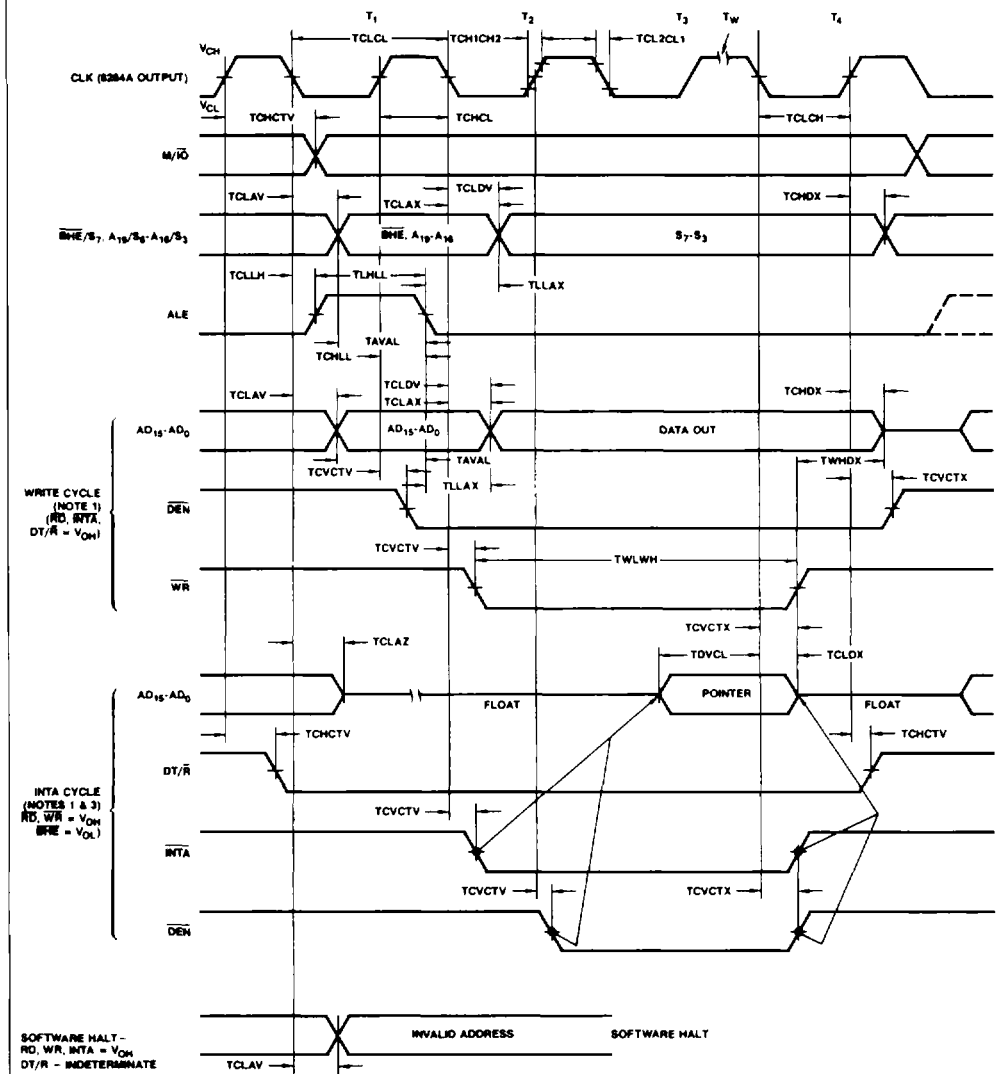 T1 T2 T3 TW T4
TCLCL TCH1CH2 TCL2CL1
VCH
CLK (8284A OUTPUT)
VCL
TCHCTV TCHCL TCLCH
M/IO
TCLDV
TCLAV TCLAX TCHDX
BHE/S7, A19/S6-A16/S3 BHE, A19-A16 S7-S3
TCLLH TLHLL TLLAX
ALE
TAVAL
TCHLL
TCLDV
TCLAV TCLAX TCHDX
AD15-AD0 AD15-AD0 DATA OUT
TAVAL TWHDX
TCVCTV TLLAX TCVCTX
WRITE CYCLE
(NOTE 1)
(RD, INTA,
DT/R = VOH)
DEN
TCVCTV TWLWH
WR
TCVCTX
TCLAZ TDVCL TCLDX
AD15-AD0 FLOAT POINTER FLOAT
TCHCTV TCHCTV
DT/R
INTA CYCLE
(NOTES 1 & 3)
RD, WR = VOH
BHE = VOL)
TCVCTV
INTA
TCVCTV TCVCTX
DEN
SOFTWARE HALT –
RD, WR, INTA = VOH
DT/R – INDETERMINATE
INVALID ADDRESS SOFTWARE HALT
TCLAV